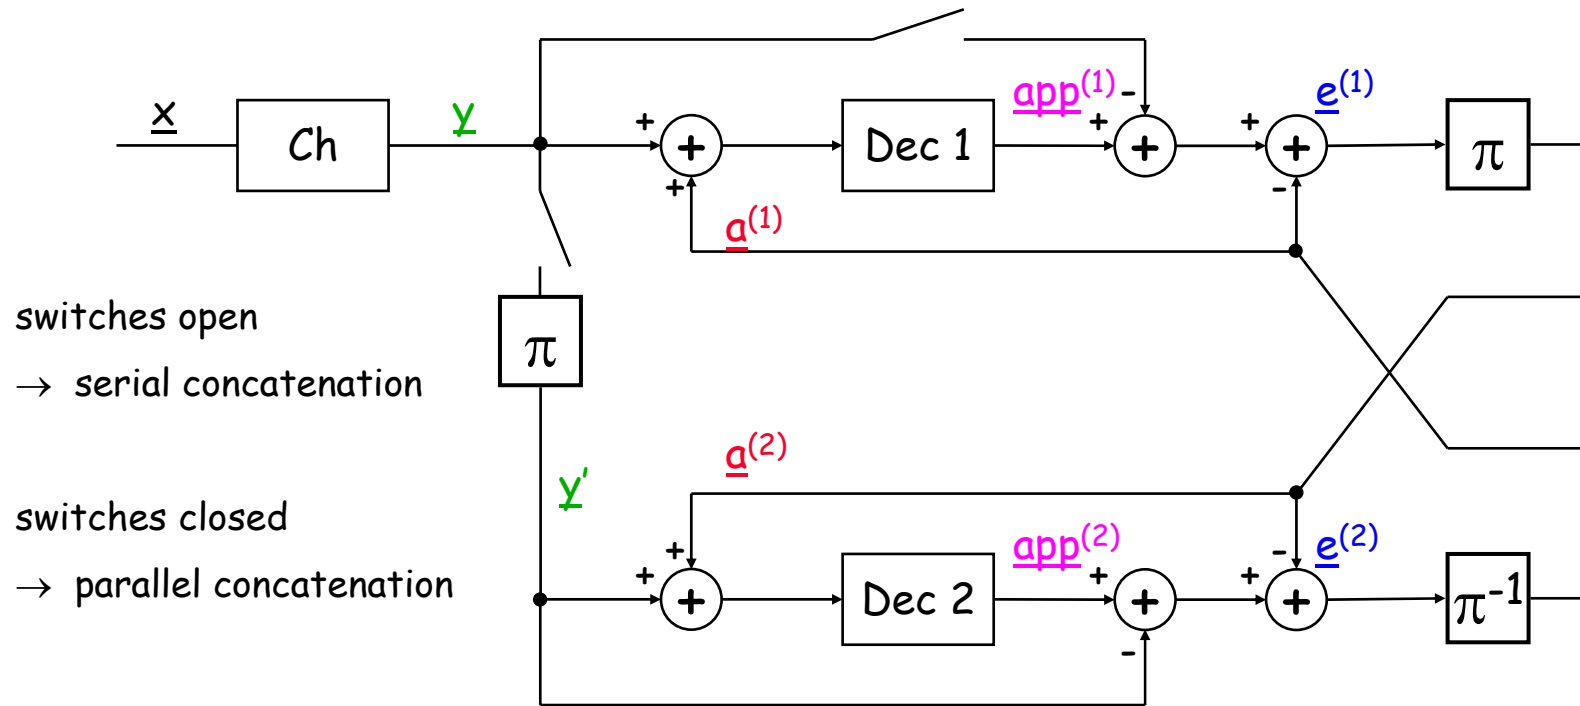 app(1) - e(1)
x Ch y + + Dec 1 + + + + π
+ -
a(1)
switches open
→ serial concatenation
π
a(2)
y'
switches closed
→ parallel concatenation
+ app(2) - e(2)
+ + Dec 2 + + + + π-1
-